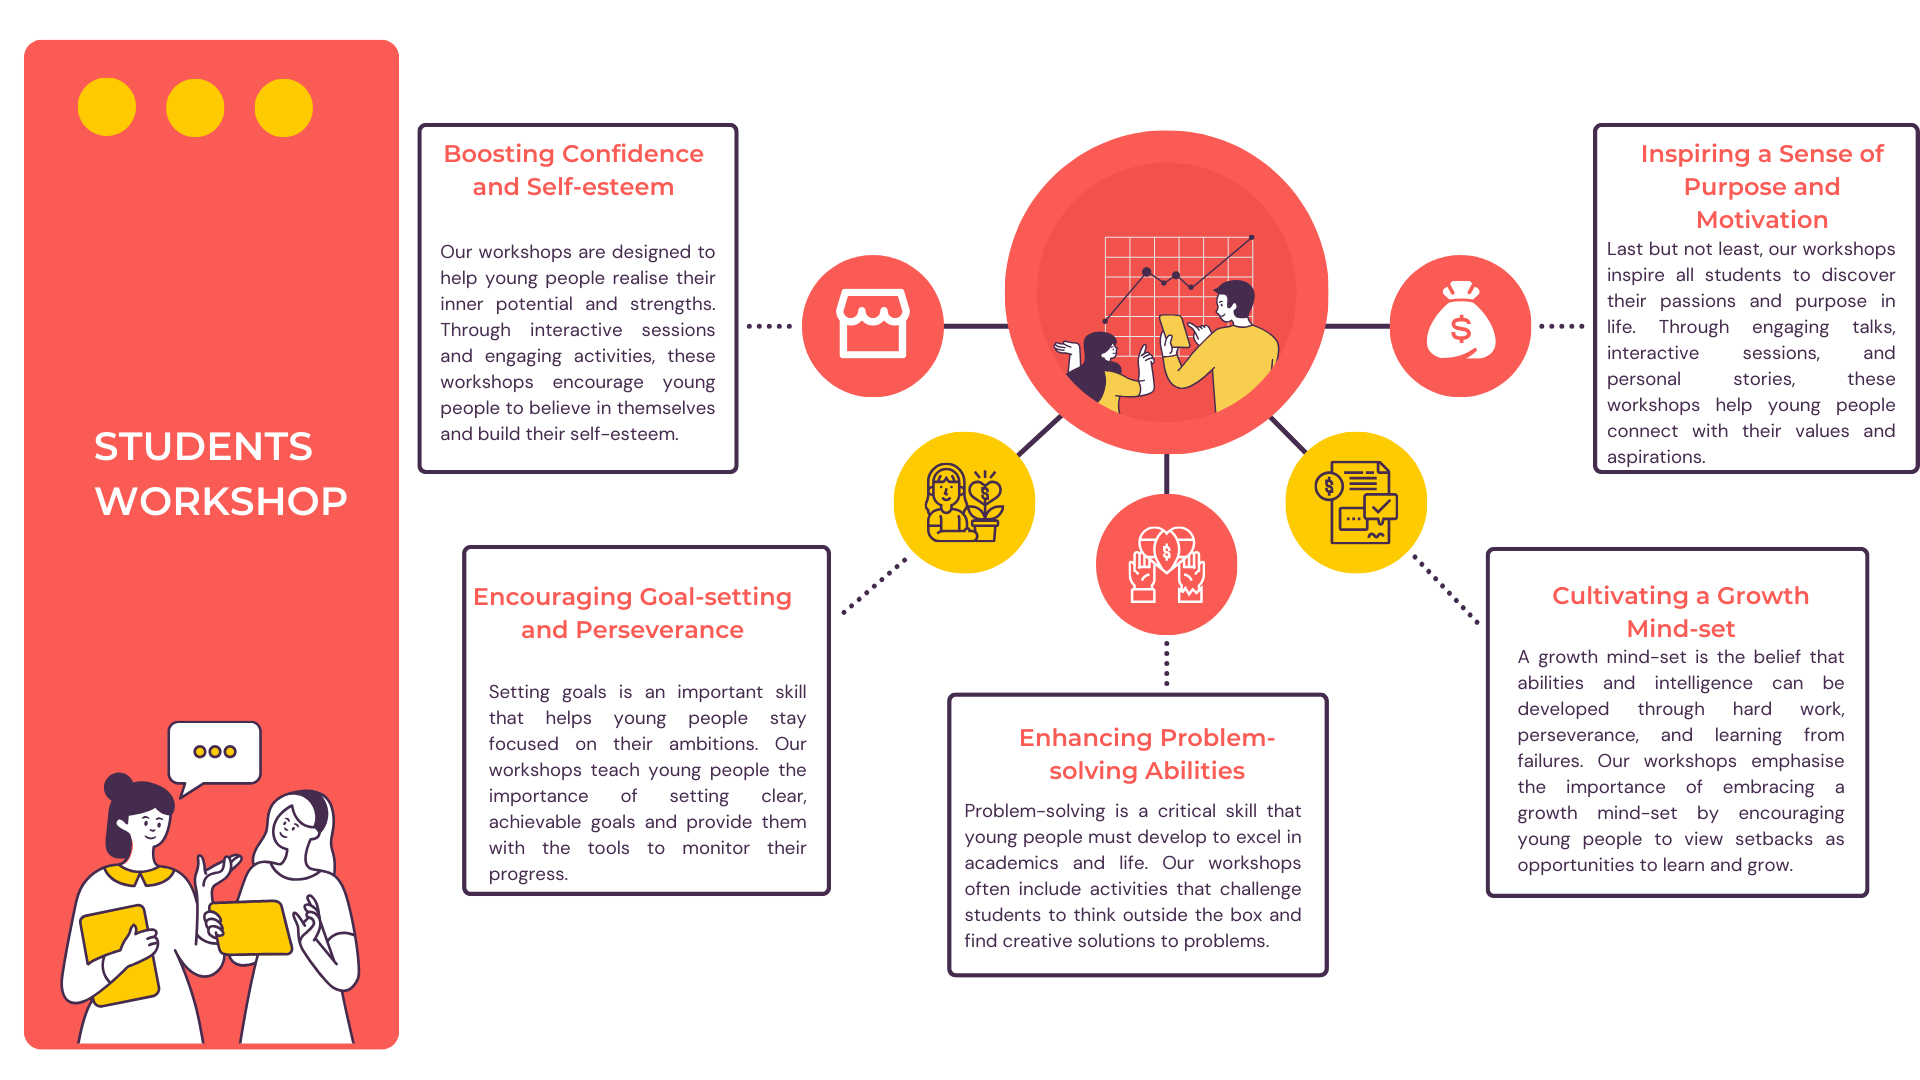 STUDENTS
WORKSHOP
Boosting Confidence
and Self-esteem
Our workshops are designed to
help young people realise their
inner potential and strengths.
Through interactive sessions
and engaging activities, these
workshops encourage young
people to believe in themselves
and build their self-esteem.
Encouraging Goal-setting
and Perseverance
Setting goals is an important skill
that helps young people stay
focused on their ambitions. Our
workshops teach young people the
importance of setting clear,
achievable goals and provide them
with the tools to monitor their
progress.
Enhancing Problem-
solving Abilities
Problem-solving is a critical skill that
young people must develop to excel in
academics and life. Our workshops
often include activities that challenge
students to think outside the box and
find creative solutions to problems.
Cultivating a Growth
Mind-set
A growth mind-set is the belief that
abilities and intelligence can be
developed through hard work,
perseverance, and learning from
failures. Our workshops emphasise
the importance of embracing a
growth mind-set by encouraging
young people to view setbacks as
opportunities to learn and grow.
Inspiring a Sense of
Purpose and
Motivation
Last but not least, our workshops
inspire all students to discover
their passions and purpose in
life. Through engaging talks,
interactive sessions, and
personal stories, these
workshops help young people
connect with their values and
aspirations.